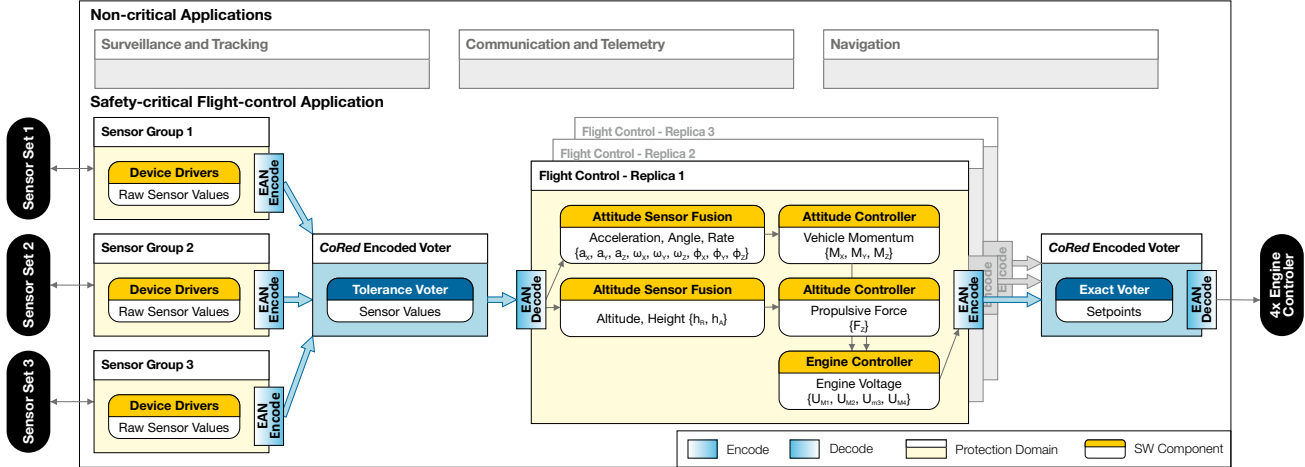 Non-critical Applications
Surveillance and Tracking
Communication and Telemetry
Navigation
Safety-critical Flight-control Application
Sensor Set 1
Sensor Group 1
Device Drivers
Raw Sensor Values
EAN
Encode
Sensor Set 2
Sensor Group 2
Device Drivers
Raw Sensor Values
EAN
Encode
Sensor Set 3
Sensor Group 3
Device Drivers
Raw Sensor Values
EAN
Encode
CoRed Encoded Voter
Tolerance Voter
Sensor Values
Flight Control - Replica 3
Flight Control - Replica 2
Flight Control - Replica 1
EAN
Decode
Attitude Sensor Fusion
Acceleration, Angle, Rate
{aX, aY, aZ, ωX, ωY, ωZ, ϕX, ϕY, ϕZ}
Attitude Controller
Vehicle Momentum
{MX, MY, MZ}
Altitude Sensor Fusion
Altitude, Height {hR, hA}
Altitude Controller
Propulsive Force
{FZ}
Engine Controller
Engine Voltage
{UM1, UM2, Um3, UM4}
EAN
Encode
Encode
Encode
CoRed Encoded Voter
Exact Voter
Setpoints
EAN
Decode
4x Engine
Controler
Encode
Decode
Protection Domain
SW Component